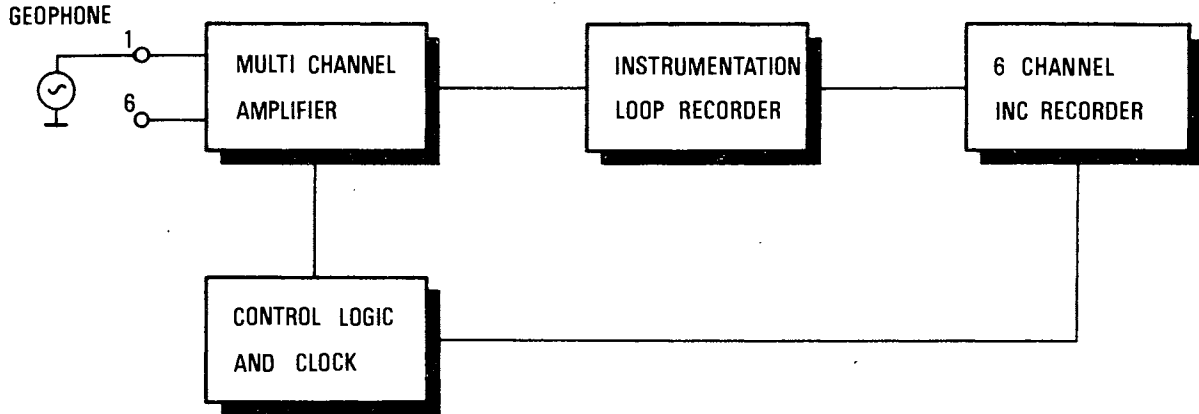 GEOPHONE
1
6
MULTI CHANNEL
AMPLIFIER
INSTRUMENTATION
LOOP RECORDER
6 CHANNEL
INC RECORDER
CONTROL LOGIC
AND CLOCK